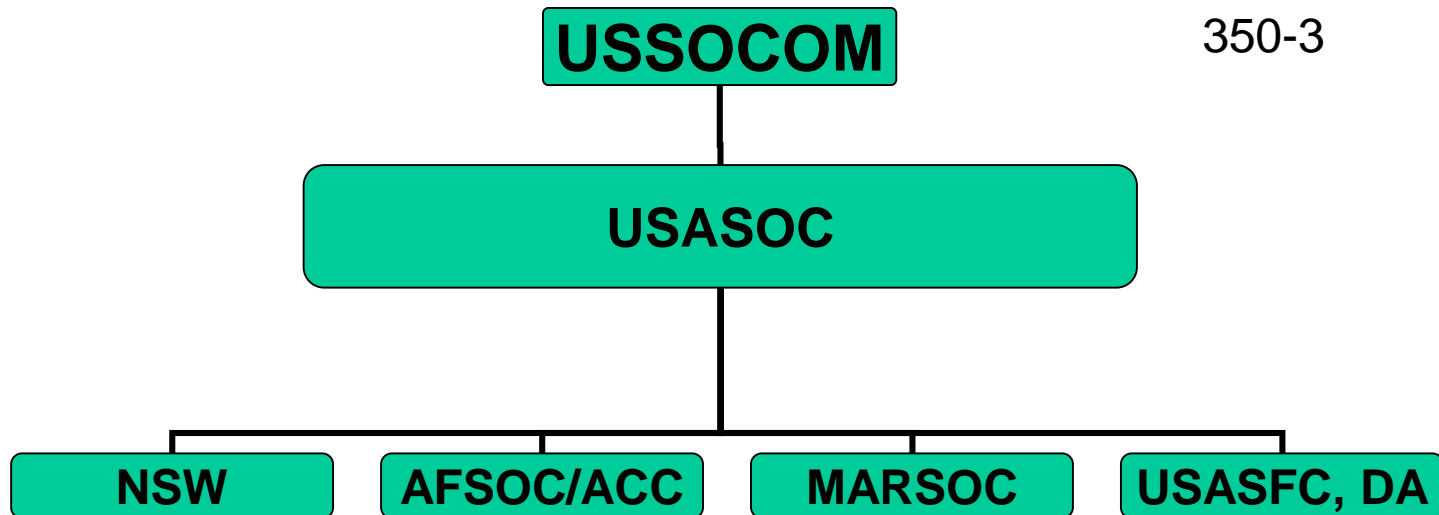 USSOCOM
350-3
USASOC
NSW
AFSOC/ACC
MARSOC
USASFC, DA